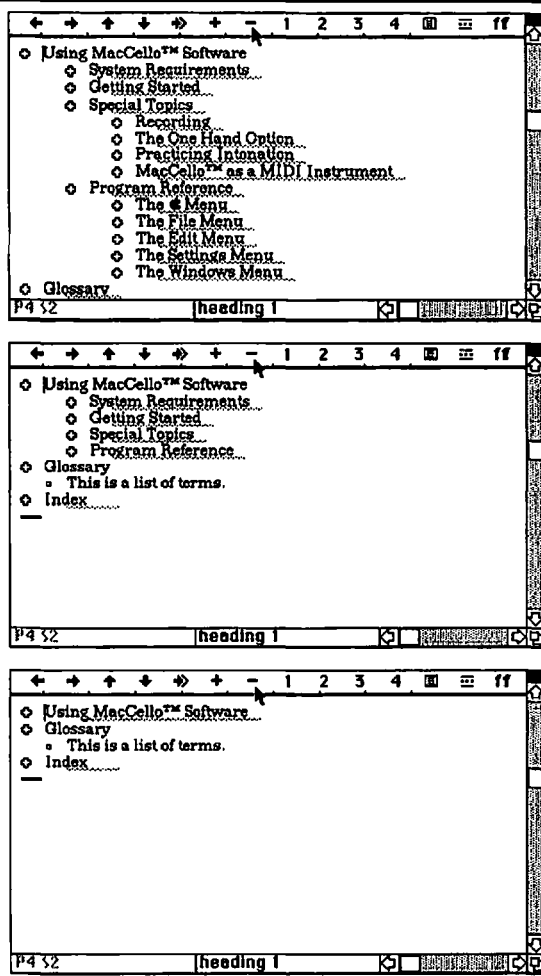 ← → ↑ ↓ ↠ + − 1 2 3 4 ff
Using MacCello™ Software
System Requirements
Getting Started
Special Topics
Recording
The One Hand Option
Practicing Intonation
MacCello™ as a MIDI Instrument
Program Reference
The  Menu
The File Menu
The Edit Menu
The Settings Menu
The Windows Menu
Glossary
P4 S2 heading 1
← → ↑ ↓ ↠ + − 1 2 3 4 ff
Using MacCello™ Software
System Requirements
Getting Started
Special Topics
Program Reference
Glossary
This is a list of terms.
Index
P4 S2 heading 1
← → ↑ ↓ ↠ + − 1 2 3 4 ff
Using MacCello™ Software
Glossary
This is a list of terms.
Index
P4 S2 heading 1